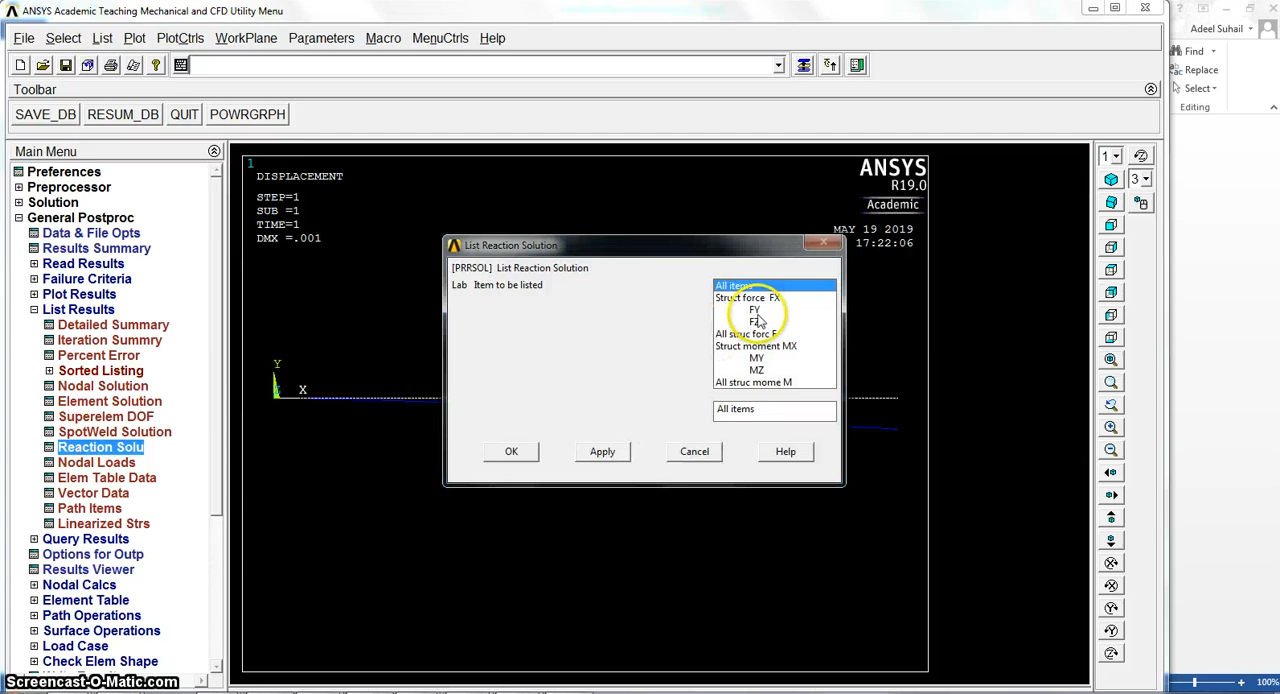 ANSYS Academic Teaching Mechanical and CFD Utility Menu
Adeel Suhail
File Select List Plot PlotCtrls WorkPlane Parameters Macro MenuCtrls Help
Find
Replace
Select
Editing
Toolbar
SAVE_DB RESUM_DB QUIT POWRGRPH
Main Menu
Preferences
Preprocessor
Solution
General Postproc
Data & File Opts
Results Summary
Read Results
Failure Criteria
Plot Results
List Results
Detailed Summary
Iteration Summry
Percent Error
Sorted Listing
Nodal Solution
Element Solution
Superelem DOF
SpotWeld Solution
Reaction Solu
Nodal Loads
Elem Table Data
Vector Data
Path Items
Linearized Strs
Query Results
Options for Outp
Results Viewer
Nodal Calcs
Element Table
Path Operations
Surface Operations
Load Case
Check Elem Shape
1
DISPLACEMENT
STEP=1
SUB =1
TIME=1
DMX =.001
ANSYS
R19.0
Academic
MAY 19 2019
17:22:06
Y
X
List Reaction Solution
[PRRSOL] List Reaction Solution
Lab Item to be listed
All items
Struct force FX
FY
FZ
All struc forc F
Struct moment MX
MY
MZ
All struc mome M
All items
OK Apply Cancel Help
1
3
Screencast-O-Matic.com
100%